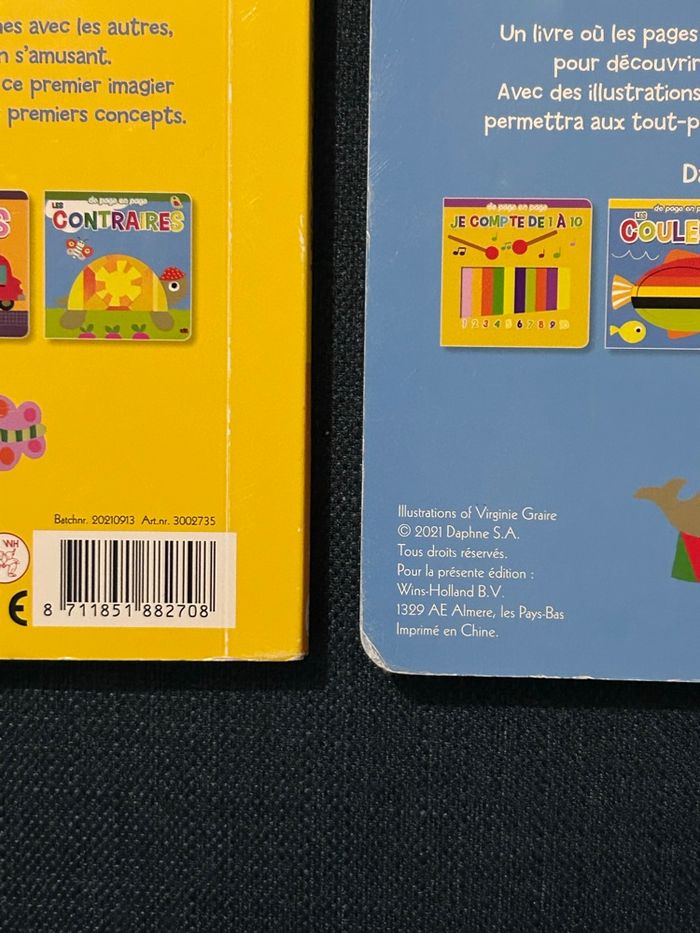 nes avec les autres,
n s'amusant.
ce premier imagier
premiers concepts.
S
de page en page
LES CONTRAIRES
Batchnr. 20210913 Art.nr. 3002735
WH
CE
8 711851 882708
Un livre où les pages
pour découvrir
Avec des illustrations
permettra aux tout-p
Da
de page en page
JE COMPTE DE 1 À 10
1 2 3 4 5 6 7 8 9 10
de page en p
LES COULE
Illustrations of Virginie Graire
© 2021 Daphne S.A.
Tous droits réservés.
Pour la présente édition :
Wins-Holland B.V.
1329 AE Almere, les Pays-Bas
Imprimé en Chine.